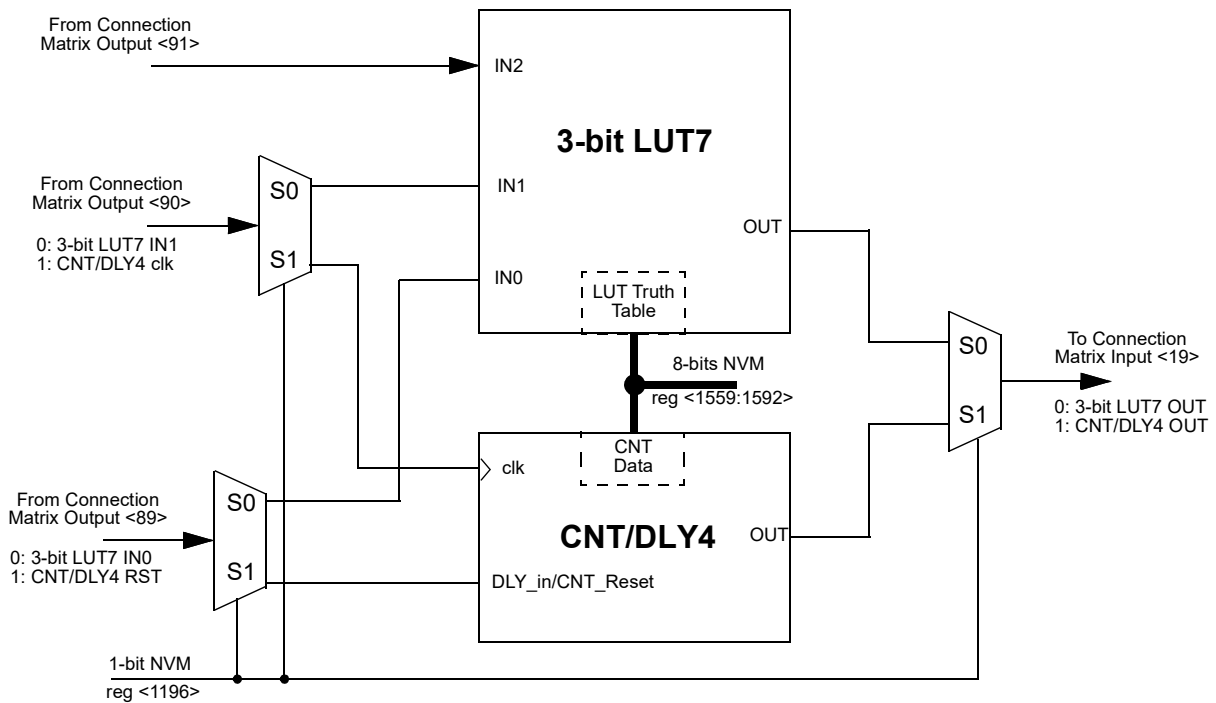 From Connection
Matrix Output <91>
IN2
3-bit LUT7
From Connection
Matrix Output <90>
0: 3-bit LUT7 IN1
1: CNT/DLY4 clk
S0
S1
IN1
IN0
OUT
LUT Truth
Table
8-bits NVM
reg <1559:1592>
S0
S1
To Connection
Matrix Input <19>
0: 3-bit LUT7 OUT
1: CNT/DLY4 OUT
CNT
Data
clk
CNT/DLY4
OUT
DLY_in/CNT_Reset
From Connection
Matrix Output <89>
0: 3-bit LUT7 IN0
1: CNT/DLY4 RST
S0
S1
1-bit NVM
reg <1196>